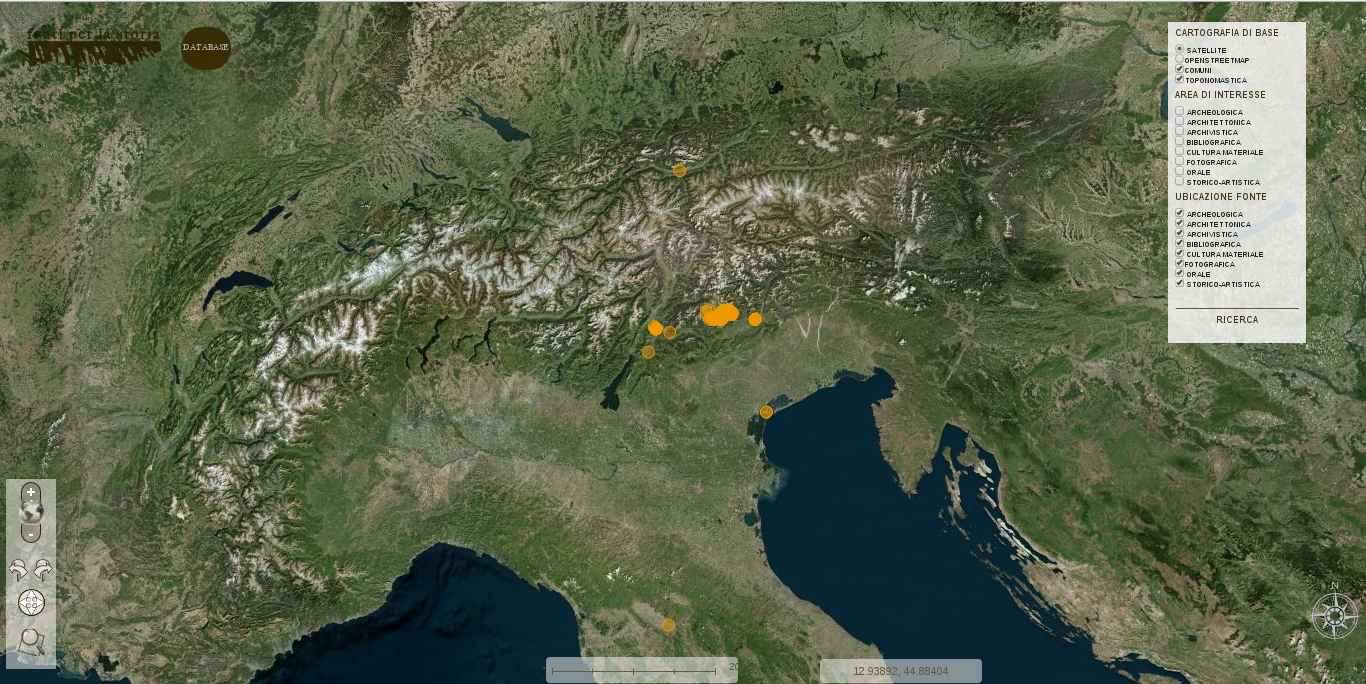 fonti per la storia
DATABASE
CARTOGRAFIA DI BASE
SATELLITE
OPENSTREETMAP
COMUNI
TOPONOMASTICA
AREA DI INTERESSE
ARCHEOLOGICA
ARCHITETTONICA
ARCHIVISTICA
BIBLIOGRAFICA
CULTURA MATERIALE
FOTOGRAFICA
ORALE
STORICO-ARTISTICA
UBICAZIONE FONTE
ARCHEOLOGICA
ARCHITETTONICA
ARCHIVISTICA
BIBLIOGRAFICA
CULTURA MATERIALE
FOTOGRAFICA
ORALE
STORICO-ARTISTICA
RICERCA
+
-
N
20
12.93892, 44.88404